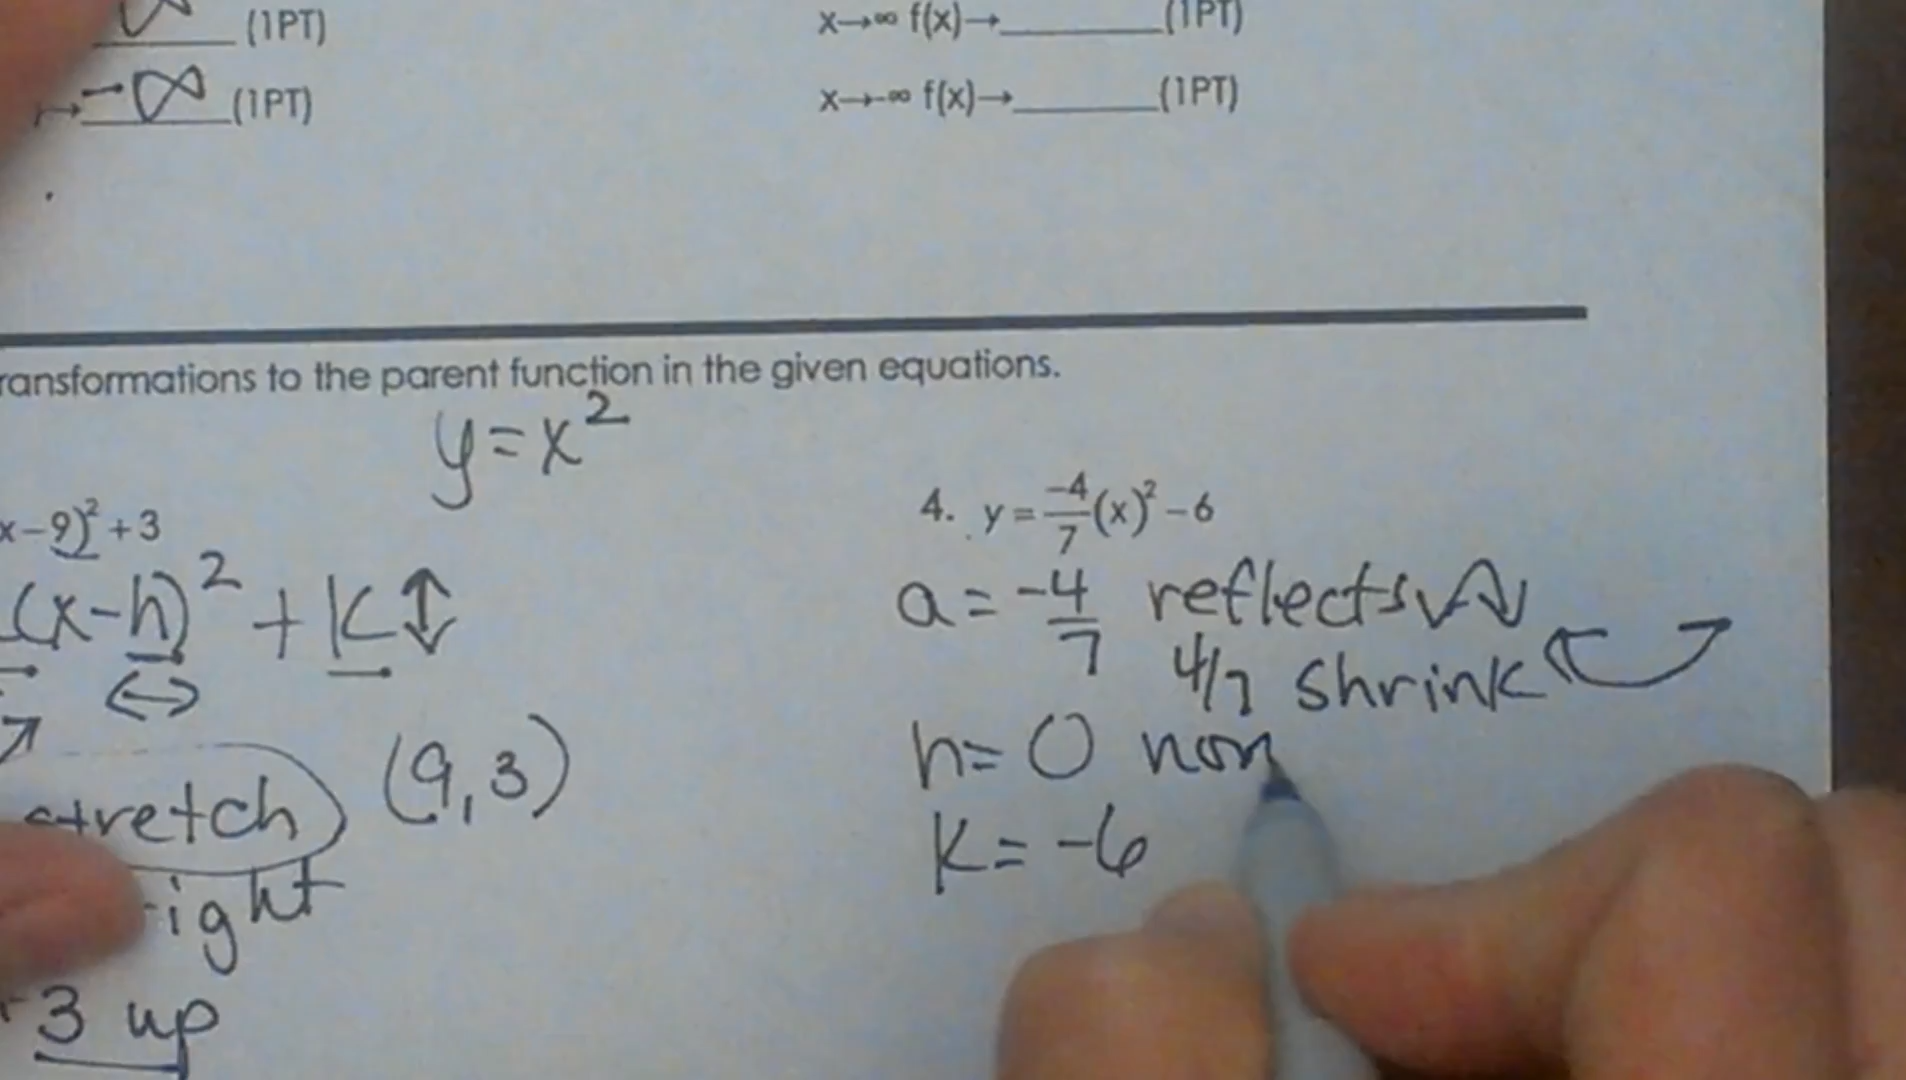 (1PT)
x→∞ f(x)→ (1PT)
→ -∞ (1PT)
x→-∞ f(x)→ (1PT)
ransformations to the parent function in the given equations.
y=x²
x-9)² +3
(x-h)² + k ↕
↔
stretch (9,3)
ight
3 up
4. y = -4/7 (x)² - 6
a = -4/7 reflects
4/7 shrink
h= 0 non
K= -6